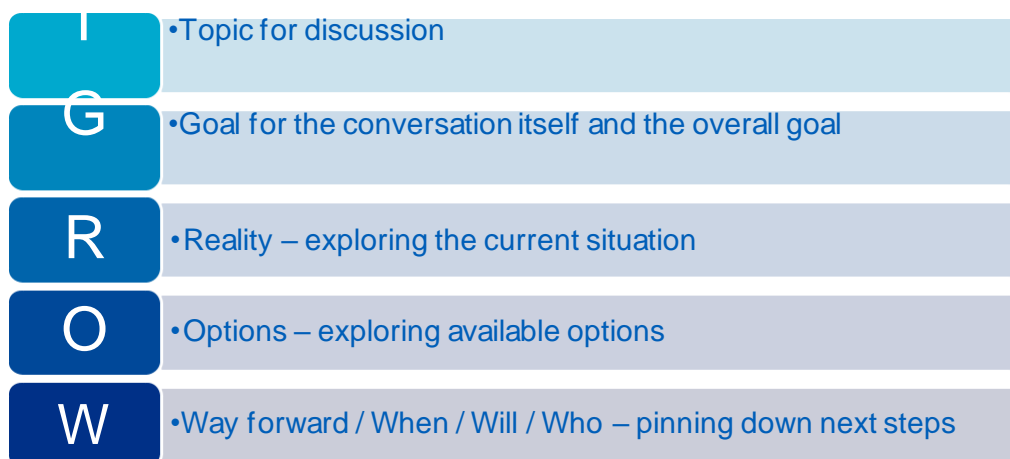 T
•Topic for discussion
G
•Goal for the conversation itself and the overall goal
R
•Reality – exploring the current situation
O
•Options – exploring available options
W
•Way forward / When / Will / Who – pinning down next steps